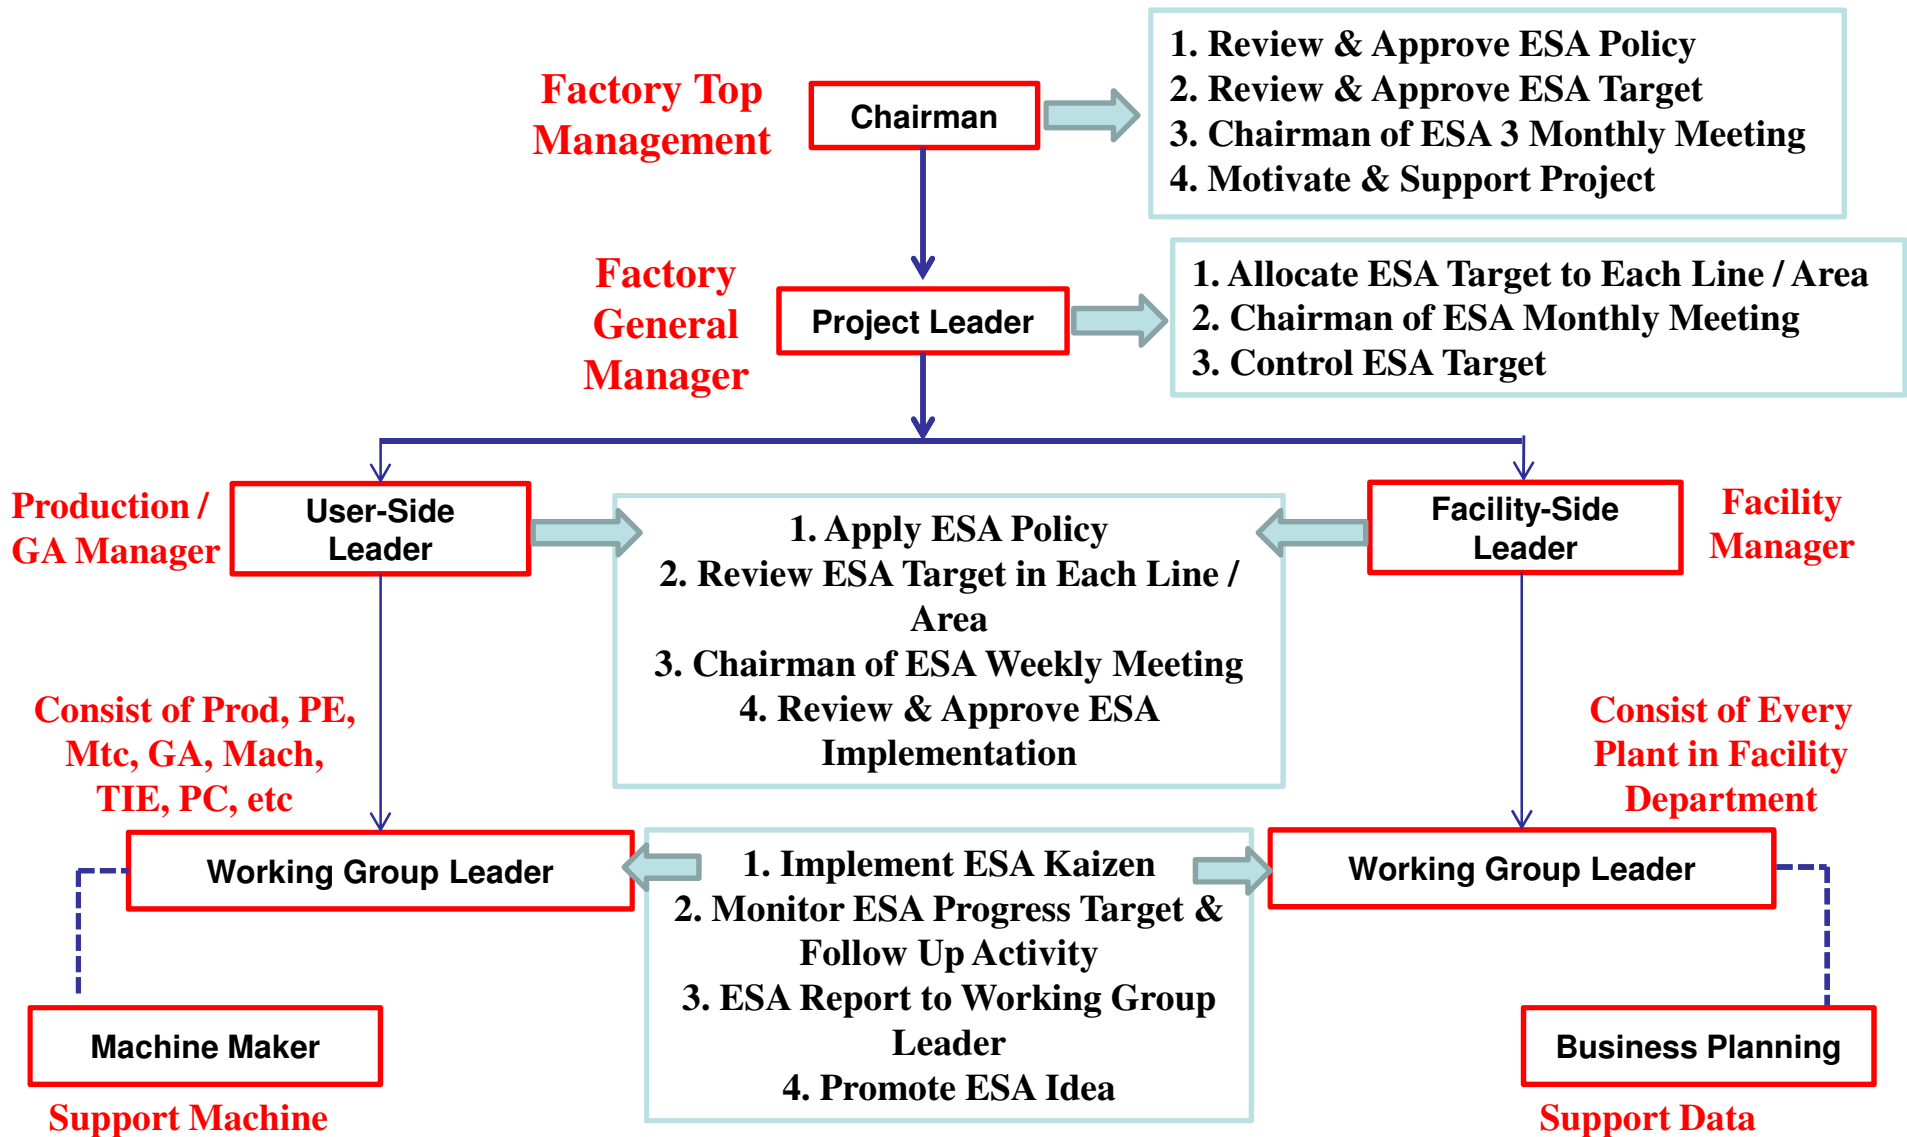 Factory Top
Management
Chairman
1. Review & Approve ESA Policy
2. Review & Approve ESA Target
3. Chairman of ESA 3 Monthly Meeting
4. Motivate & Support Project
Factory
General
Manager
Project Leader
1. Allocate ESA Target to Each Line / Area
2. Chairman of ESA Monthly Meeting
3. Control ESA Target
Production /
GA Manager
User-Side
Leader
1. Apply ESA Policy
2. Review ESA Target in Each Line /
Area
3. Chairman of ESA Weekly Meeting
4. Review & Approve ESA
Implementation
Facility-Side
Leader
Facility
Manager
Consist of Prod, PE,
Mtc, GA, Mach,
TIE, PC, etc
Consist of Every
Plant in Facility
Department
Working Group Leader
1. Implement ESA Kaizen
2. Monitor ESA Progress Target &
Follow Up Activity
3. ESA Report to Working Group
Leader
4. Promote ESA Idea
Working Group Leader
Machine Maker
Support Machine
Business Planning
Support Data